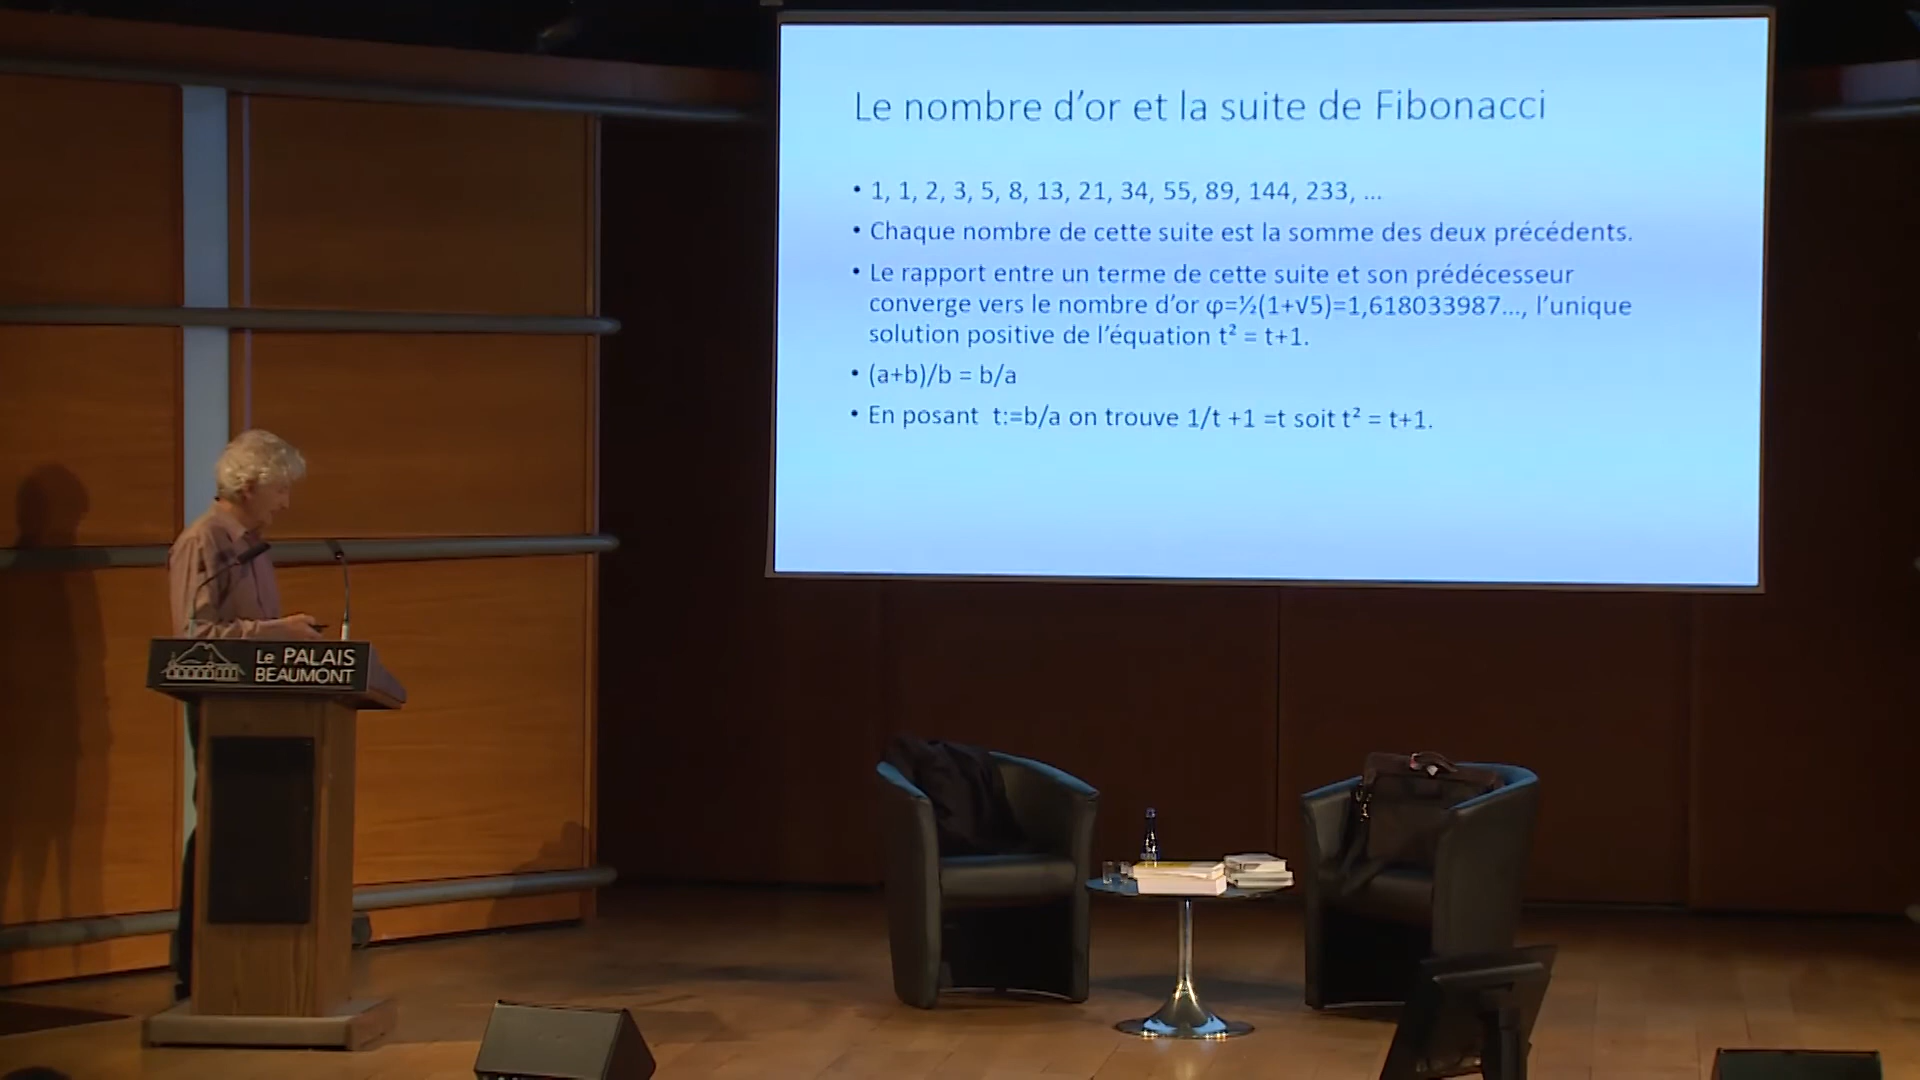 Le nombre d’or et la suite de Fibonacci
• 1, 1, 2, 3, 5, 8, 13, 21, 34, 55, 89, 144, 233, ...
• Chaque nombre de cette suite est la somme des deux précédents.
• Le rapport entre un terme de cette suite et son prédécesseur
converge vers le nombre d’or φ=½(1+√5)=1,618033987..., l’unique
solution positive de l’équation t² = t+1.
• (a+b)/b = b/a
• En posant t:=b/a on trouve 1/t +1 =t soit t² = t+1.
Le PALAIS
BEAUMONT